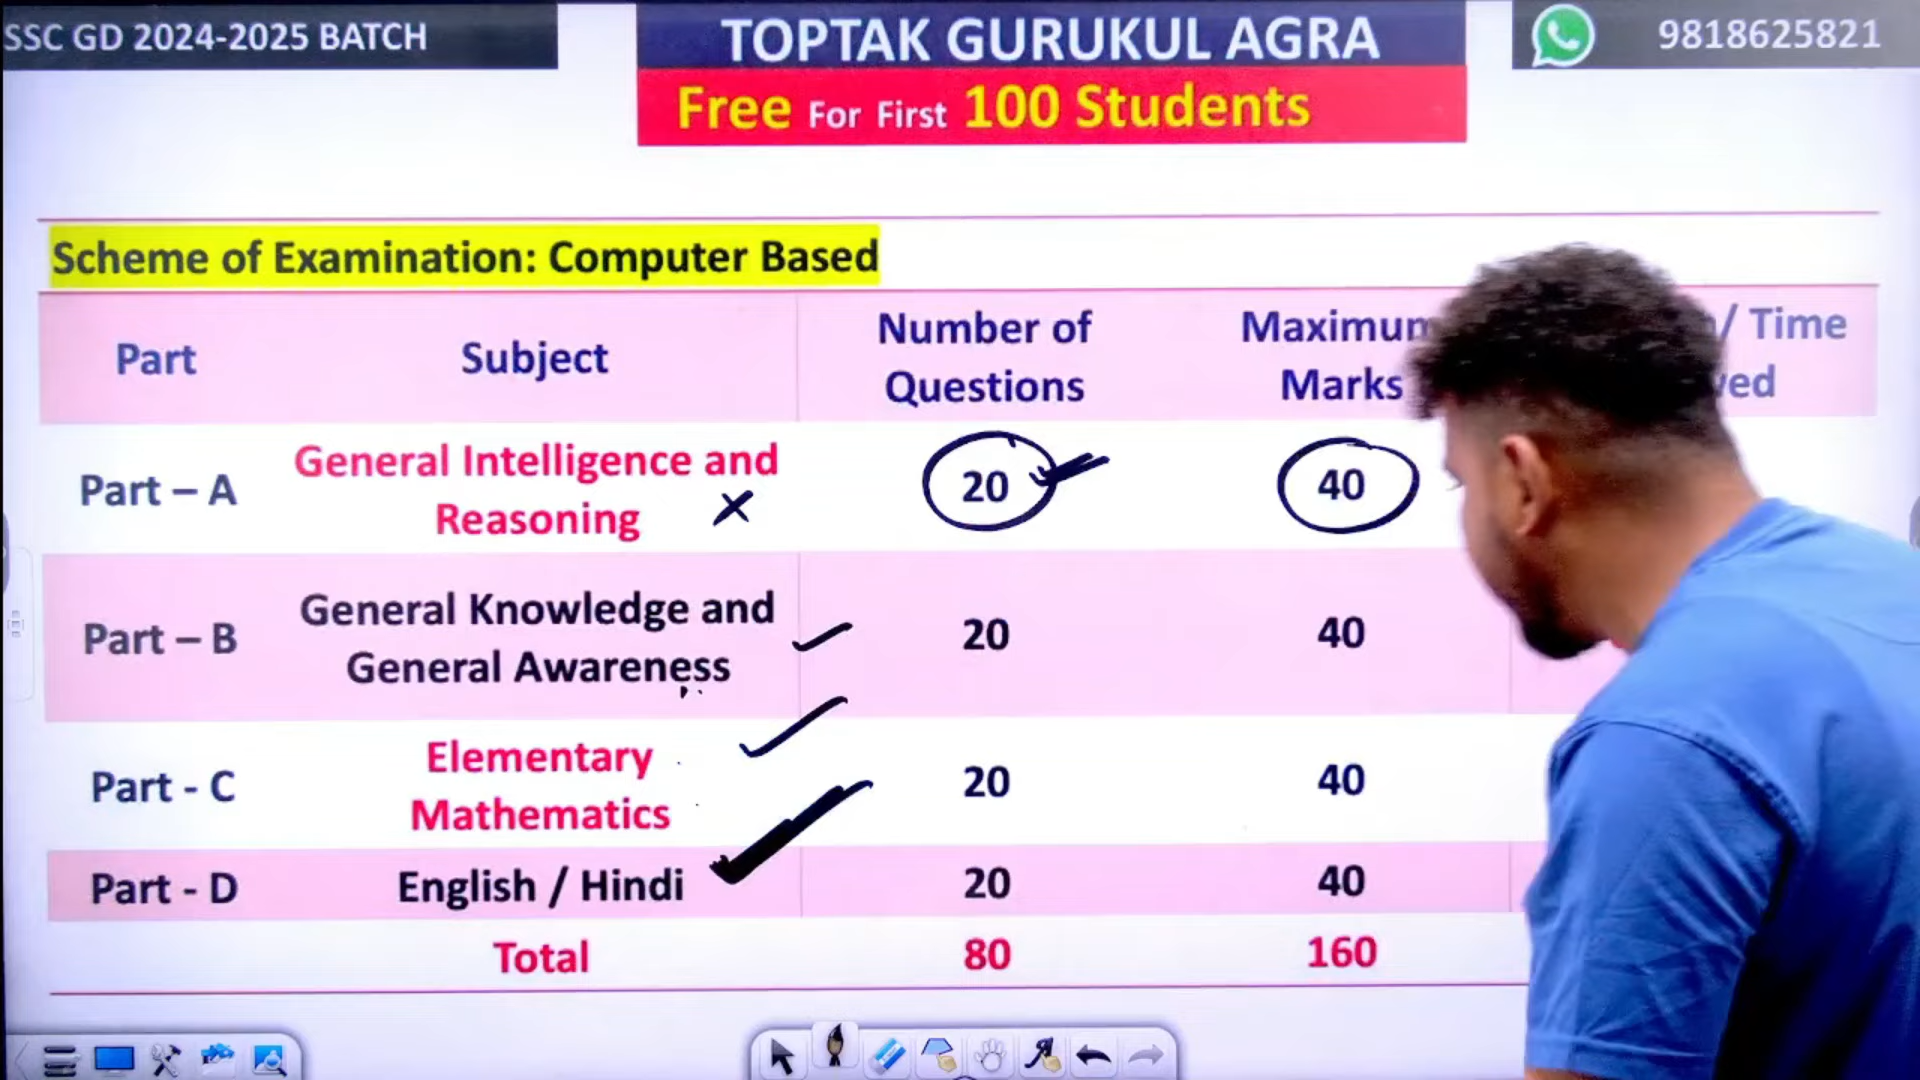 SSC GD 2024-2025 BATCH
TOPTAK GURUKUL AGRA
9818625821
Free For First 100 Students
Scheme of Examination: Computer Based
Part
Subject
Number of
Questions
Maximum
Marks
/ Time
Part – A
General Intelligence and
Reasoning
20
40
Part – B
General Knowledge and
General Awareness
20
40
Part - C
Elementary
Mathematics
20
40
Part - D
English / Hindi
20
40
Total
80
160